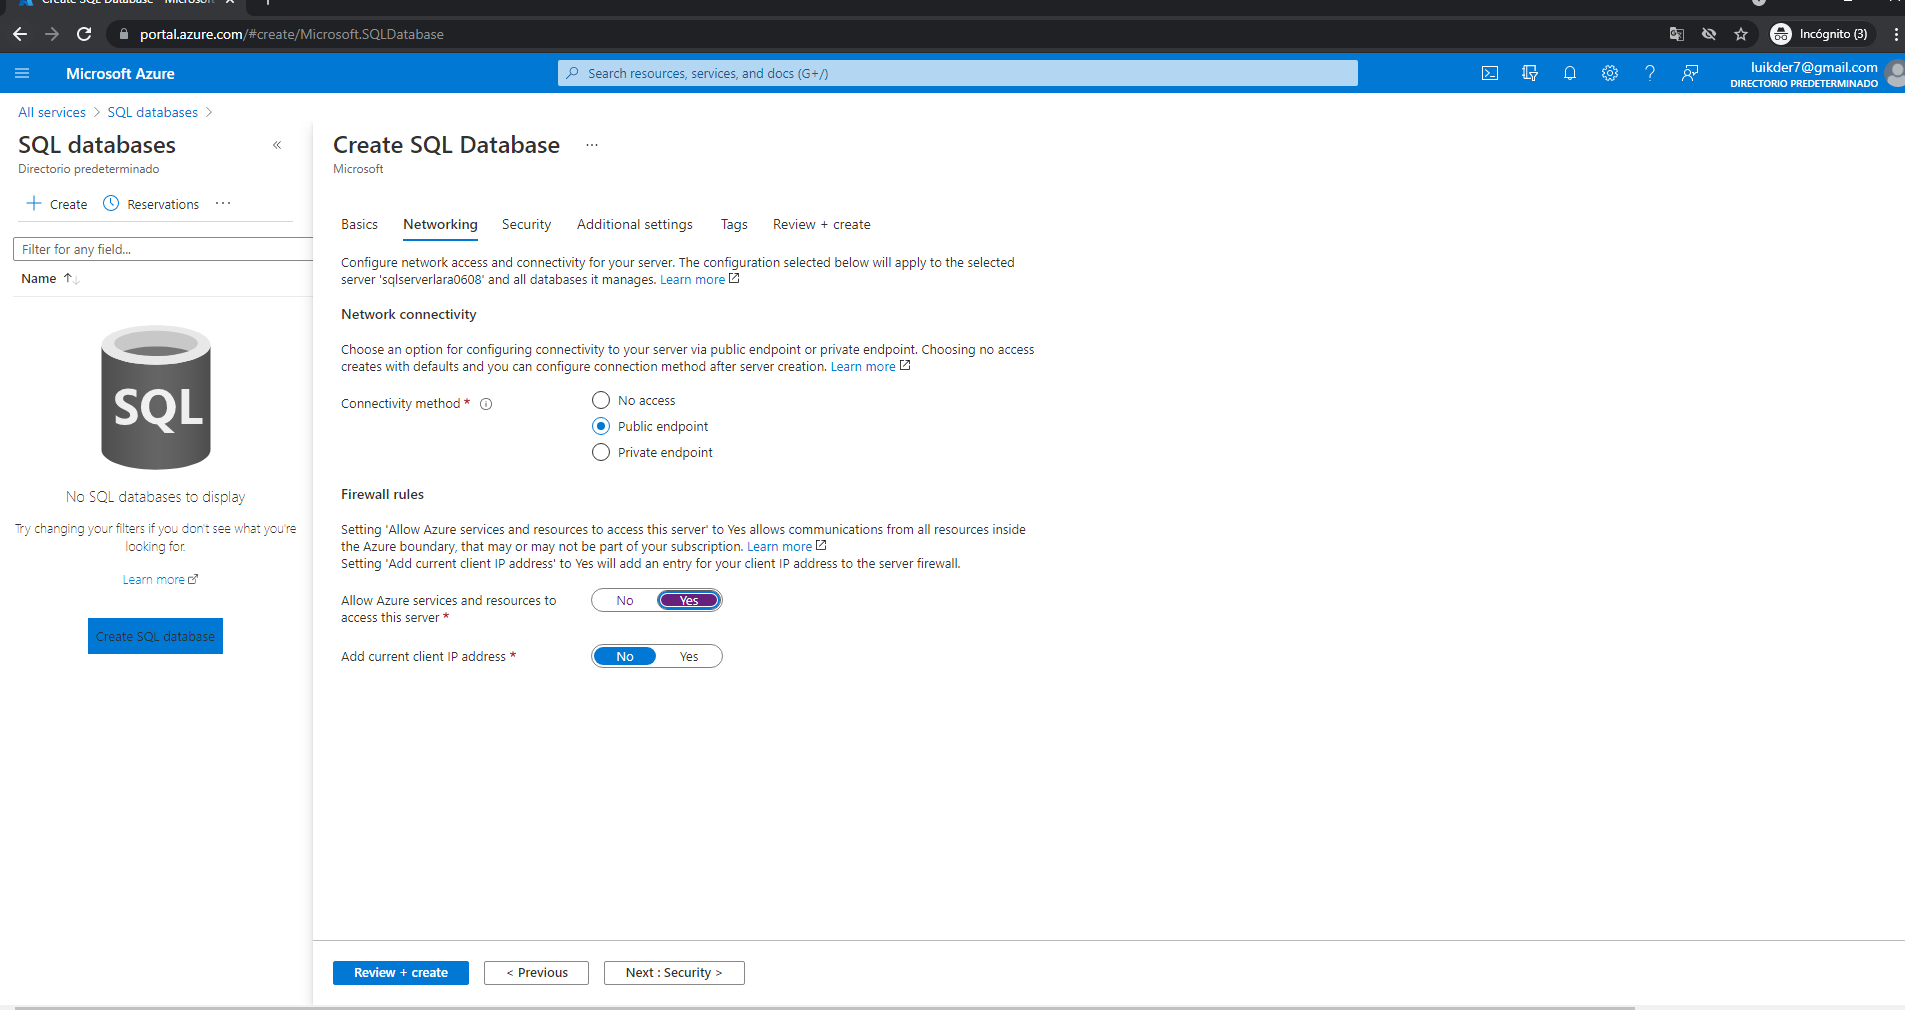 Create SQL Database - Microsoft
portal.azure.com/#create/Microsoft.SQLDatabase
Incógnito (3)
Microsoft Azure
Search resources, services, and docs (G+/)
luikder7@gmail.com
DIRECTORIO PREDETERMINADO
All services > SQL databases >
SQL databases
Directorio predeterminado
Create
Reservations
Filter for any field...
Name
SQL
No SQL databases to display
Try changing your filters if you don't see what you're
looking for.
Learn more
Create SQL database
Create SQL Database
Microsoft
Basics
Networking
Security
Additional settings
Tags
Review + create
Configure network access and connectivity for your server. The configuration selected below will apply to the selected
server 'sqlserverlara0608' and all databases it manages. Learn more
Network connectivity
Choose an option for configuring connectivity to your server via public endpoint or private endpoint. Choosing no access
creates with defaults and you can configure connection method after server creation. Learn more
Connectivity method *
No access
Public endpoint
Private endpoint
Firewall rules
Setting 'Allow Azure services and resources to access this server' to Yes allows communications from all resources inside
the Azure boundary, that may or may not be part of your subscription. Learn more
Setting 'Add current client IP address' to Yes will add an entry for your client IP address to the server firewall.
Allow Azure services and resources to
access this server *
No
Yes
Add current client IP address *
No
Yes
Review + create
< Previous
Next : Security >